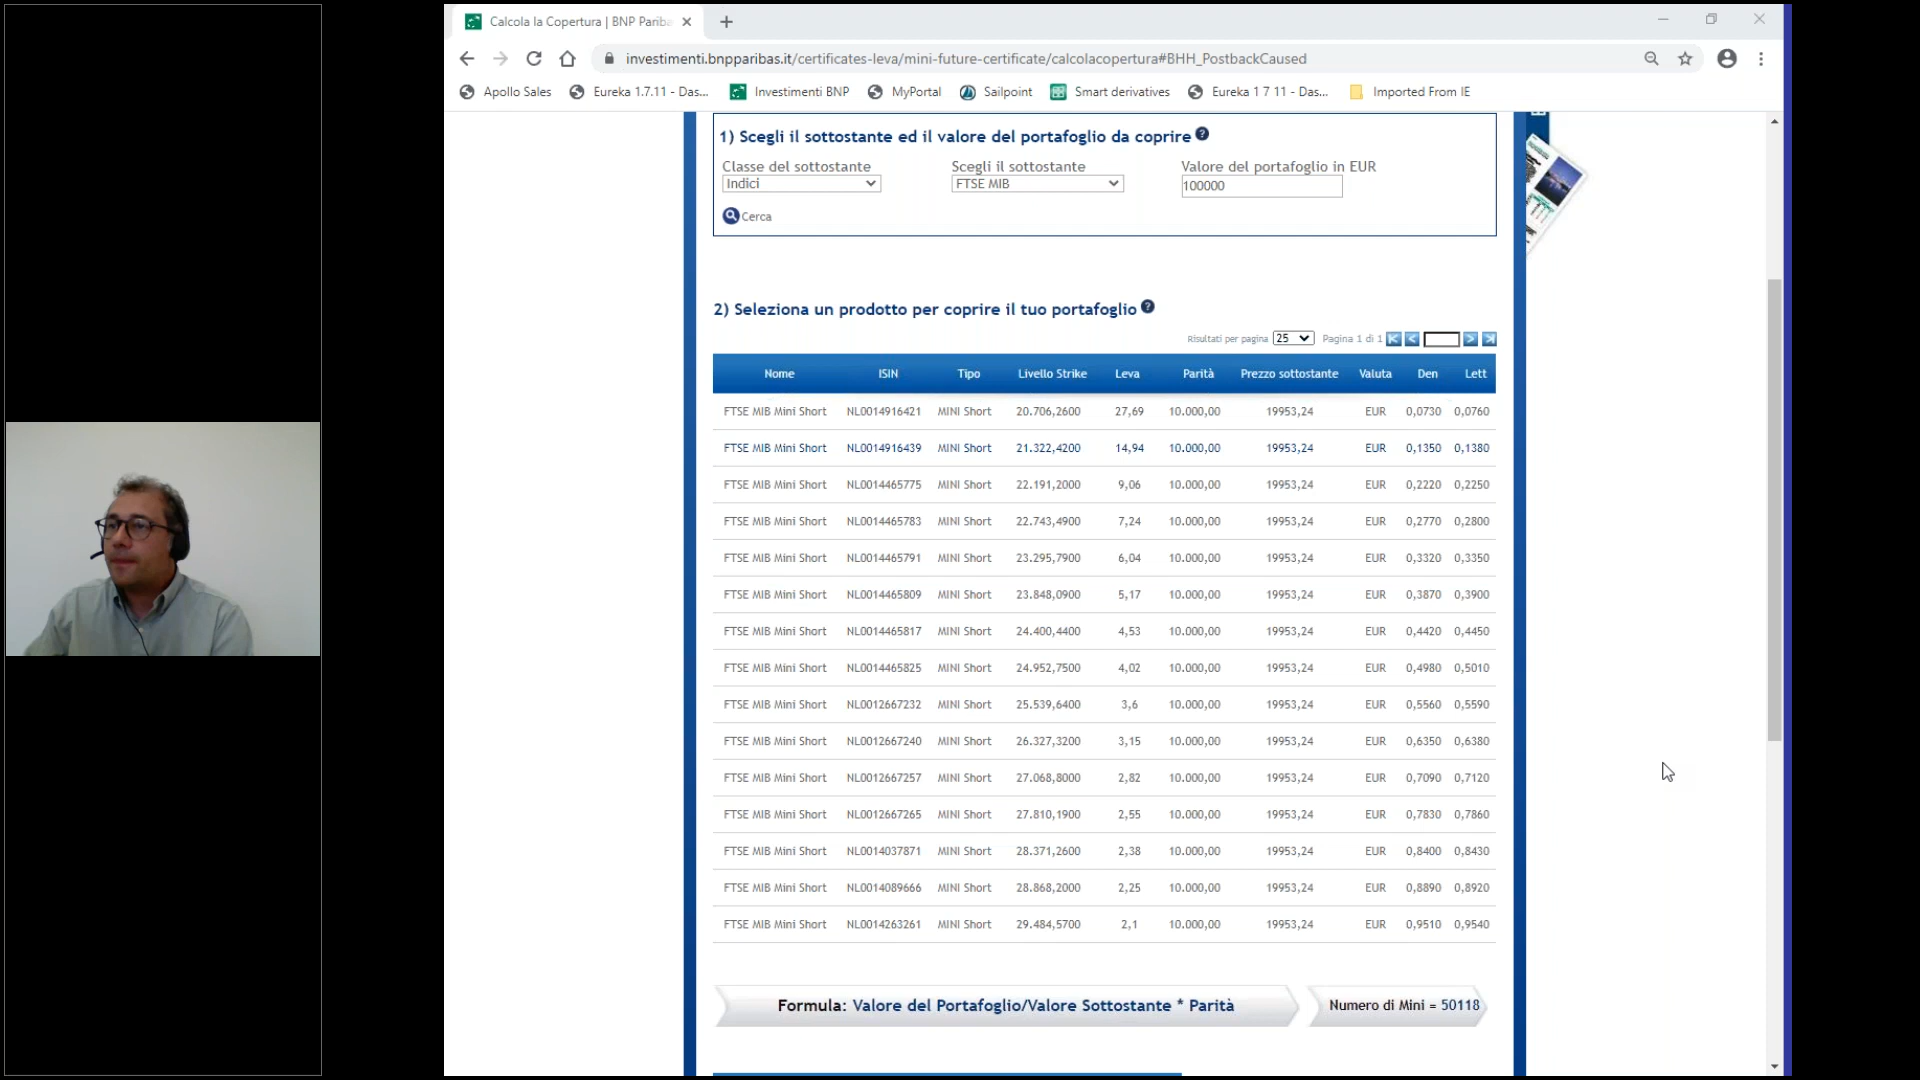 Calcola la Copertura | BNP Pariba
investimenti.bnpparibas.it/certificates-leva/mini-future-certificate/calcolacopertura#BHH_PostbackCaused
Apollo Sales Eureka 1.7.11 - Das... Investimenti BNP MyPortal Sailpoint Smart derivatives Eureka 1 7 11 - Das... Imported From IE
1) Scegli il sottostante ed il valore del portafoglio da coprire ?
Classe del sottostante Scegli il sottostante Valore del portafoglio in EUR
Indici FTSE MIB 100000
Cerca
2) Seleziona un prodotto per coprire il tuo portafoglio ?
Risultati per pagina 25 Pagina 1 di 1
Nome ISIN Tipo Livello Strike Leva Parità Prezzo sottostante Valuta Den Lett
FTSE MIB Mini Short NL0014916421 MINI Short 20.706,2600 27,69 10.000,00 19953,24 EUR 0,0730 0,0760
FTSE MIB Mini Short NL0014916439 MINI Short 21.322,4200 14,94 10.000,00 19953,24 EUR 0,1350 0,1380
FTSE MIB Mini Short NL0014465775 MINI Short 22.191,2000 9,06 10.000,00 19953,24 EUR 0,2220 0,2250
FTSE MIB Mini Short NL0014465783 MINI Short 22.743,4900 7,24 10.000,00 19953,24 EUR 0,2770 0,2800
FTSE MIB Mini Short NL0014465791 MINI Short 23.295,7900 6,04 10.000,00 19953,24 EUR 0,3320 0,3350
FTSE MIB Mini Short NL0014465809 MINI Short 23.848,0900 5,17 10.000,00 19953,24 EUR 0,3870 0,3900
FTSE MIB Mini Short NL0014465817 MINI Short 24.400,4400 4,53 10.000,00 19953,24 EUR 0,4420 0,4450
FTSE MIB Mini Short NL0014465825 MINI Short 24.952,7500 4,02 10.000,00 19953,24 EUR 0,4980 0,5010
FTSE MIB Mini Short NL0012667232 MINI Short 25.539,6400 3,6 10.000,00 19953,24 EUR 0,5560 0,5590
FTSE MIB Mini Short NL0012667240 MINI Short 26.327,3200 3,15 10.000,00 19953,24 EUR 0,6350 0,6380
FTSE MIB Mini Short NL0012667257 MINI Short 27.068,8000 2,82 10.000,00 19953,24 EUR 0,7090 0,7120
FTSE MIB Mini Short NL0012667265 MINI Short 27.810,1900 2,55 10.000,00 19953,24 EUR 0,7830 0,7860
FTSE MIB Mini Short NL0014037871 MINI Short 28.371,2600 2,38 10.000,00 19953,24 EUR 0,8400 0,8430
FTSE MIB Mini Short NL0014089666 MINI Short 28.868,2000 2,25 10.000,00 19953,24 EUR 0,8890 0,8920
FTSE MIB Mini Short NL0014263261 MINI Short 29.484,5700 2,1 10.000,00 19953,24 EUR 0,9510 0,9540
Formula: Valore del Portafoglio/Valore Sottostante * Parità Numero di Mini = 50118